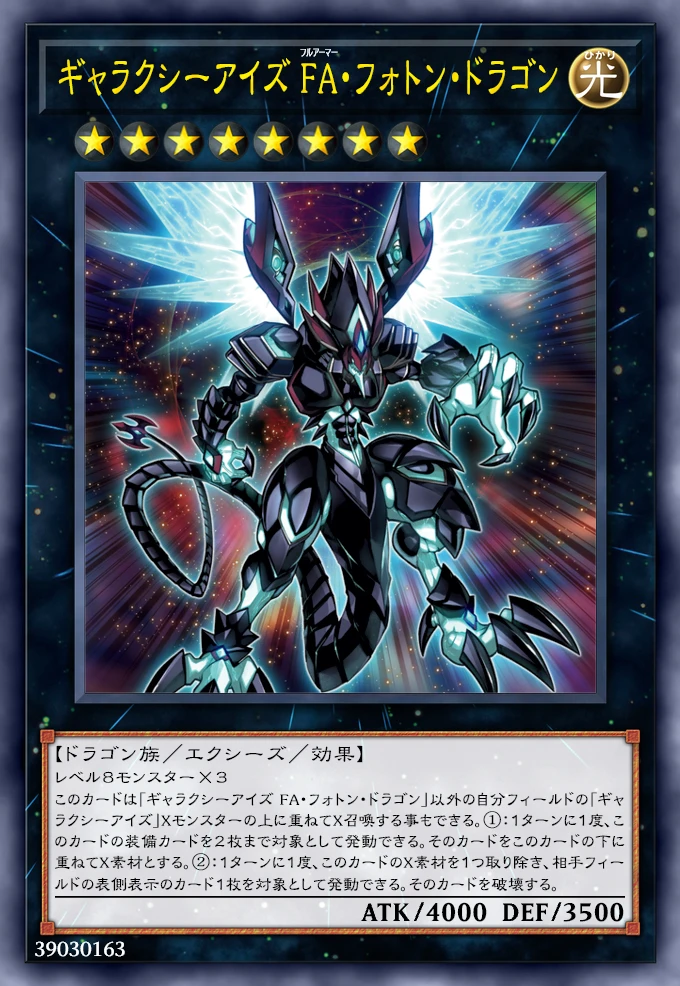 フルアーマー
ギャラクシーアイズ FA・フォトン・ドラゴン
ひかり
光
【ドラゴン族／エクシーズ／効果】
レベル8モンスター×3
このカードは｢ギャラクシーアイズ FA・フォトン・ドラゴン｣以外の自分フィールドの｢ギャ
ラクシーアイズ｣Xモンスターの上に重ねてX召喚する事もできる。①：1ターンに1度、こ
のカードの装備カードを2枚まで対象として発動できる。そのカードをこのカードの下に
重ねてX素材とする。②：1ターンに1度、このカードのX素材を1つ取り除き、相手フィー
ルドの表側表示のカード1枚を対象として発動できる。そのカードを破壊する。
ATK/4000 DEF/3500
39030163